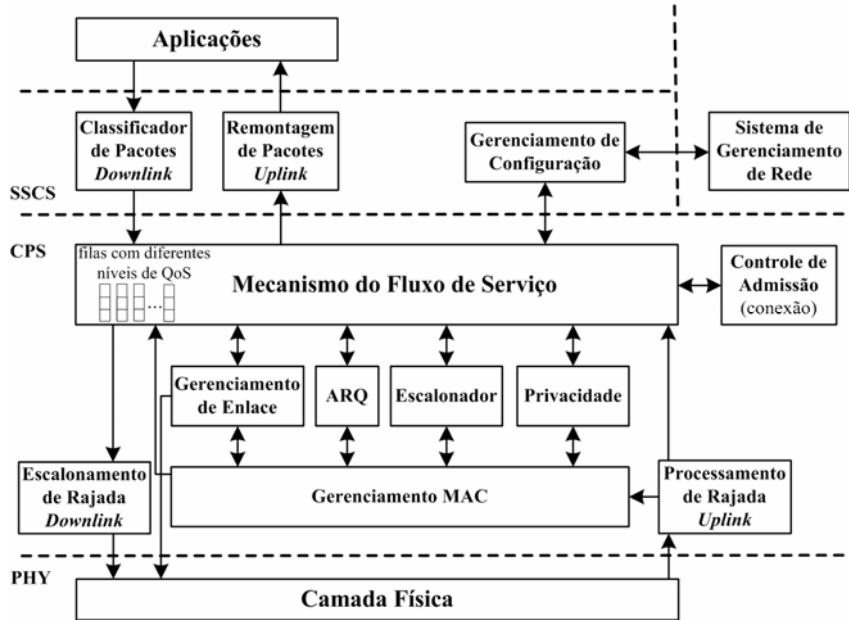 Aplicações
Classificador
de Pacotes
Downlink
Remontagem
de Pacotes
Uplink
Gerenciamento de
Configuração
Sistema de
Gerenciamento
de Rede
SSCS
CPS
filas com diferentes
níveis de QoS
...
Mecanismo do Fluxo de Serviço
Controle de
Admissão
(conexão)
Gerenciamento
de Enlace
ARQ
Escalonador
Privacidade
Escalonamento
de Rajada
Downlink
Gerenciamento MAC
Processamento
de Rajada
Uplink
PHY
Camada Física